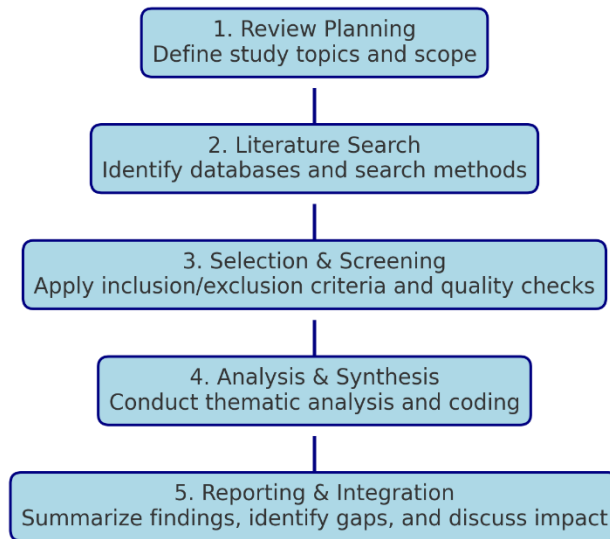 1. Review Planning
Define study topics and scope
2. Literature Search
Identify databases and search methods
3. Selection & Screening
Apply inclusion/exclusion criteria and quality checks
4. Analysis & Synthesis
Conduct thematic analysis and coding
5. Reporting & Integration
Summarize findings, identify gaps, and discuss impact